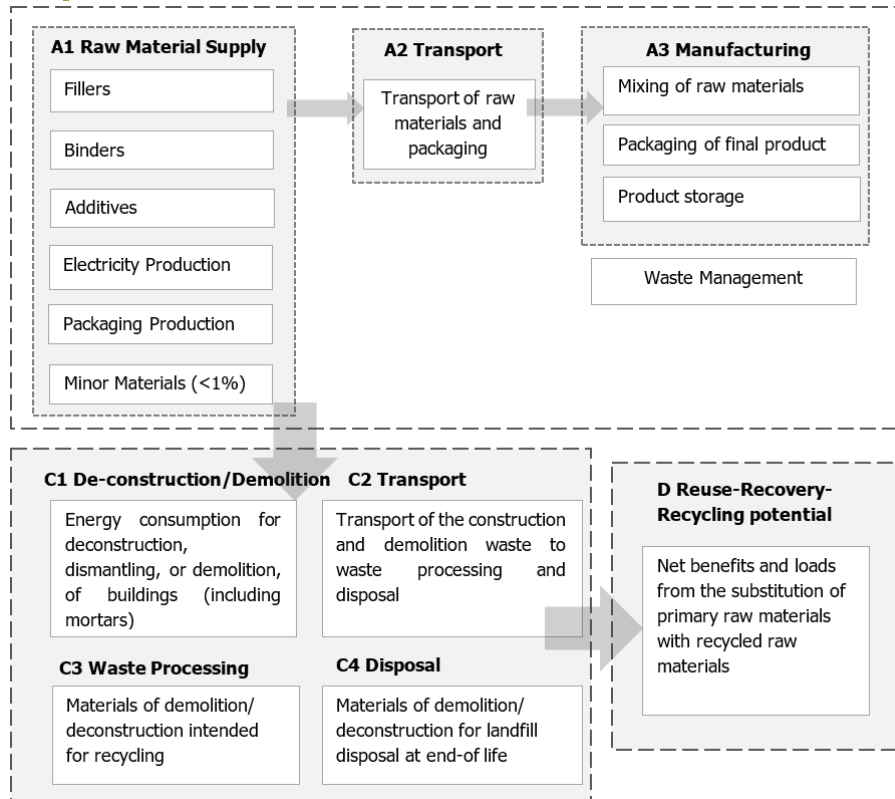 A1 Raw Material Supply
Fillers
Binders
Additives
Electricity Production
Packaging Production
Minor Materials (<1%)
A2 Transport
Transport of raw
materials and
packaging
A3 Manufacturing
Mixing of raw materials
Packaging of final product
Product storage
Waste Management
C1 De-construction/Demolition
Energy consumption for
deconstruction,
dismantling, or demolition,
of buildings (including
mortars)
C2 Transport
Transport of the construction
and demolition waste to
waste processing and
disposal
C3 Waste Processing
Materials of demolition/
deconstruction intended
for recycling
C4 Disposal
Materials of demolition/
deconstruction for landfill
disposal at end-of life
D Reuse-Recovery-
Recycling potential
Net benefits and loads
from the substitution of
primary raw materials
with recycled raw
materials